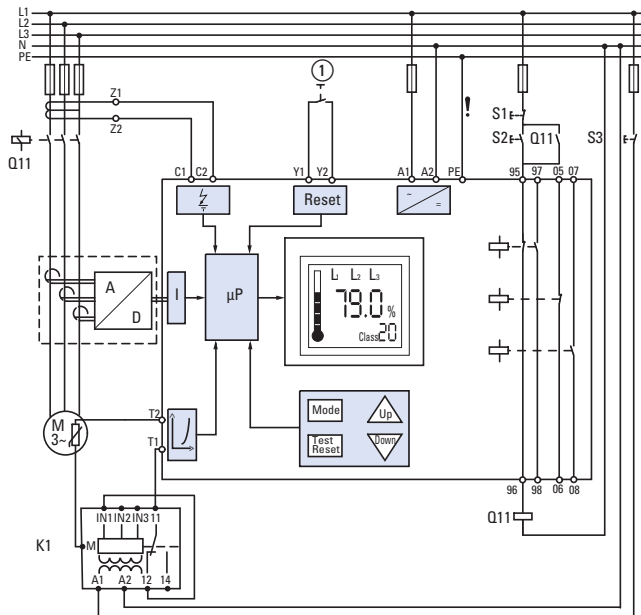 L1
L2
L3
N
PE
Z1
Z2
1
!
S1
S2
Q11
S3
Q11
C1 C2
Y1 Y2
A1 A2 PE
95 97 05 07
~
=
Reset
L1 L2 L3
79.0 %
Class 20
A
D
I
µP
Mode
Up
Test
Reset
Down
T2
T1
M
3~
96 98 06 08
Q11
IN1 IN2 IN3 11
K1
M
A1 A2 12 14